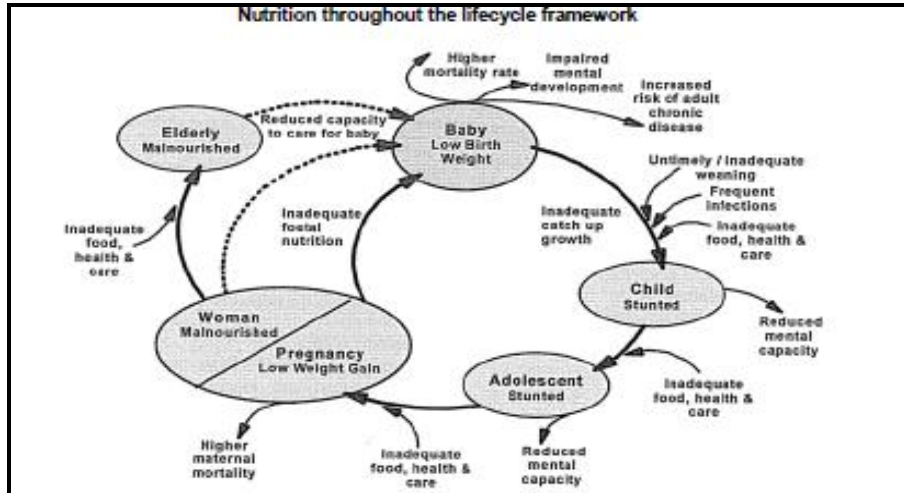 Nutrition throughout the lifecycle framework
Higher
mortality rate
Impaired
mental
development
Increased
risk of adult
chronic
disease
Reduced capacity
to care for baby
Elderly
Malnourished
Baby
Low Birth
Weight
Untimely / Inadequate
weaning
Frequent
Infections
Inadequate
food, health &
care
Inadequate
catch up
growth
Inadequate
foetal
nutrition
Inadequate
food,
health &
care
Child
Stunted
Woman
Malnourished
Pregnancy
Low Weight Gain
Reduced
mental
capacity
Adolescent
Stunted
Inadequate
food, health &
care
Higher
maternal
mortality
Inadequate
food, health &
care
Reduced
mental
capacity